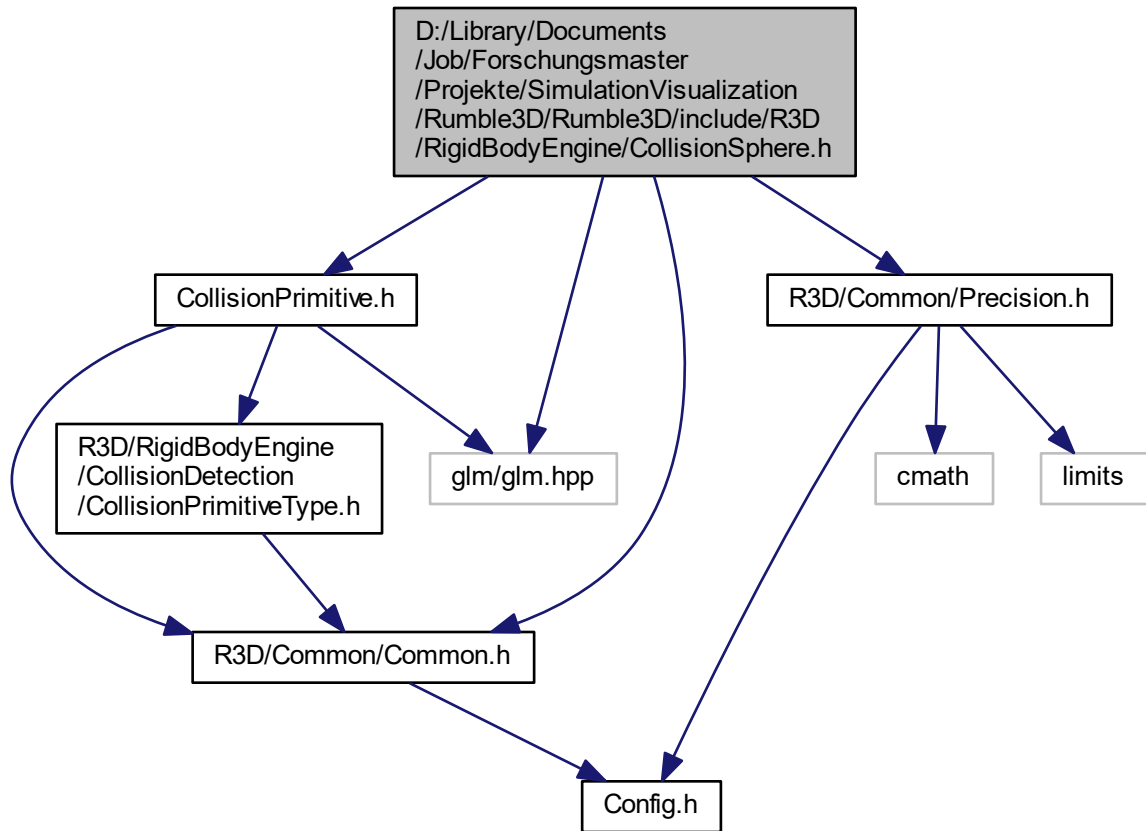 D:/Library/Documents
/Job/Forschungsmaster
/Projekte/SimulationVisualization
/Rumble3D/Rumble3D/include/R3D
/RigidBodyEngine/CollisionSphere.h
CollisionPrimitive.h
R3D/Common/Precision.h
R3D/RigidBodyEngine
/CollisionDetection
/CollisionPrimitiveType.h
glm/glm.hpp
cmath
limits
R3D/Common/Common.h
Config.h